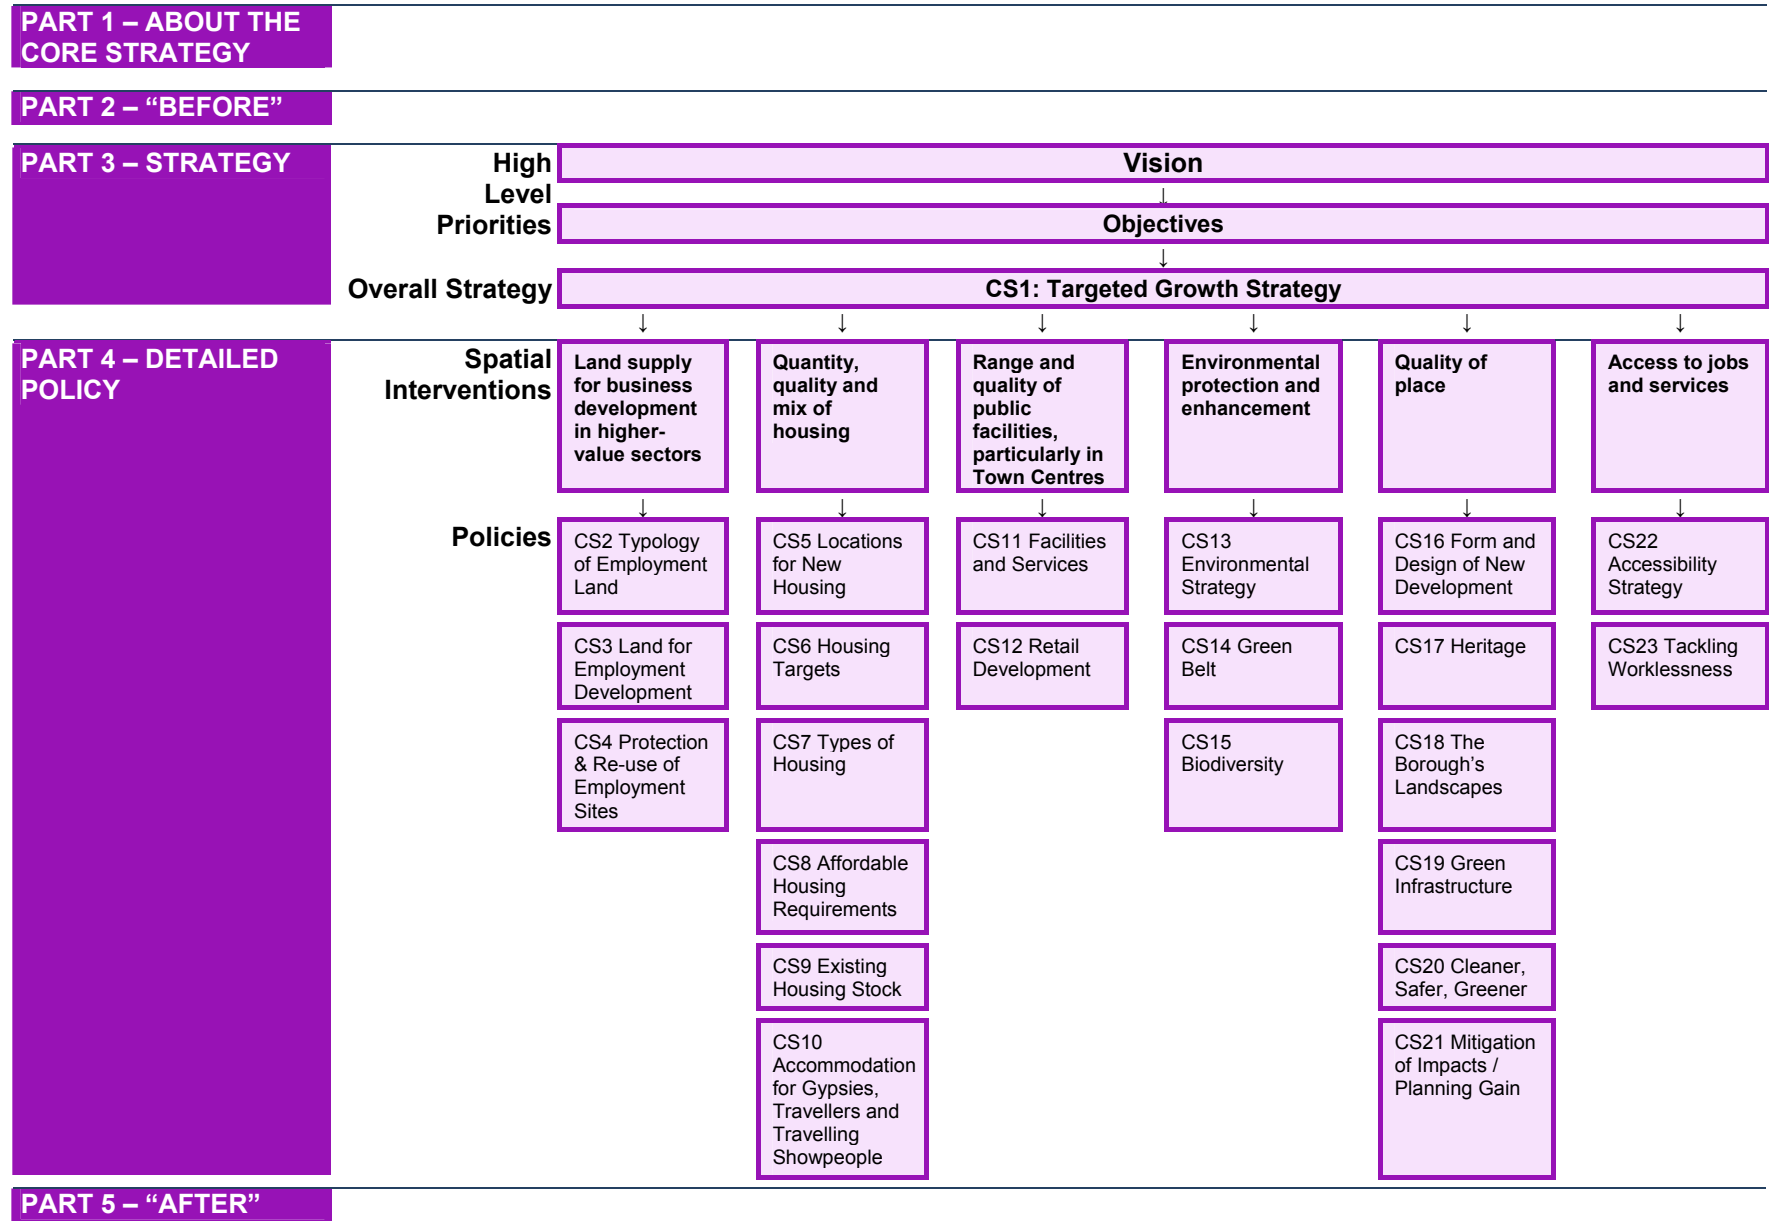 PART 1 – ABOUT THE
CORE STRATEGY
PART 2 – “BEFORE”
PART 3 – STRATEGY
High
Level
Priorities
Vision
↓
Objectives
↓
Overall Strategy
CS1: Targeted Growth Strategy
↓ ↓ ↓ ↓ ↓ ↓
PART 4 – DETAILED
POLICY
Spatial
Interventions
Land supply
for business
development
in higher-
value sectors
Quantity,
quality and
mix of
housing
Range and
quality of
public
facilities,
particularly in
Town Centres
Environmental
protection and
enhancement
Quality of
place
Access to jobs
and services
↓ ↓ ↓ ↓ ↓ ↓
Policies
CS2 Typology
of Employment
Land
CS5 Locations
for New
Housing
CS11 Facilities
and Services
CS13
Environmental
Strategy
CS16 Form and
Design of New
Development
CS22
Accessibility
Strategy
CS3 Land for
Employment
Development
CS6 Housing
Targets
CS12 Retail
Development
CS14 Green
Belt
CS17 Heritage
CS23 Tackling
Worklessness
CS4 Protection
& Re-use of
Employment
Sites
CS7 Types of
Housing
CS15
Biodiversity
CS18 The
Borough’s
Landscapes
CS8 Affordable
Housing
Requirements
CS19 Green
Infrastructure
CS9 Existing
Housing Stock
CS20 Cleaner,
Safer, Greener
CS10
Accommodation
for Gypsies,
Travellers and
Travelling
Showpeople
CS21 Mitigation
of Impacts /
Planning Gain
PART 5 – “AFTER”